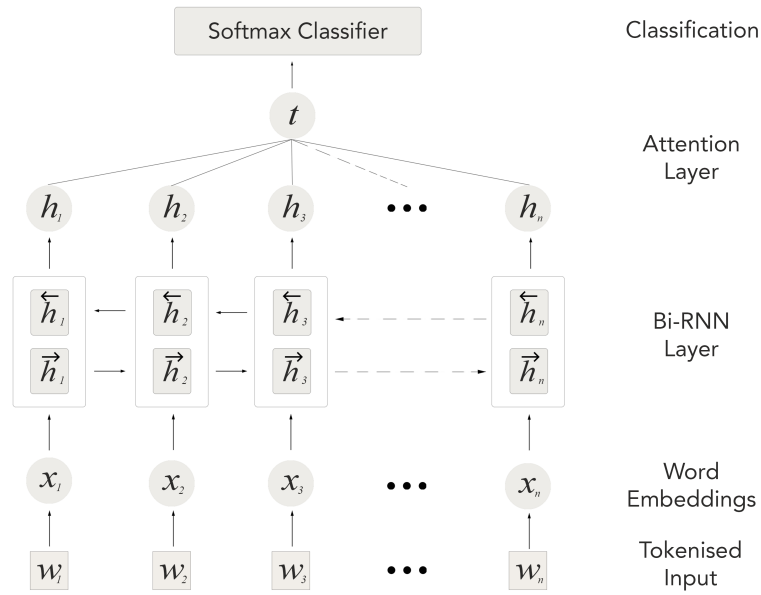 Softmax Classifier
Classification
t
Attention
Layer
h₁ h₂ h₃ ••• hₙ
←h₁ ←h₂ ←h₃ ←hₙ
→h₁ →h₂ →h₃ →hₙ
Bi-RNN
Layer
x₁ x₂ x₃ ••• xₙ
Word
Embeddings
w₁ w₂ w₃ ••• wₙ
Tokenised
Input